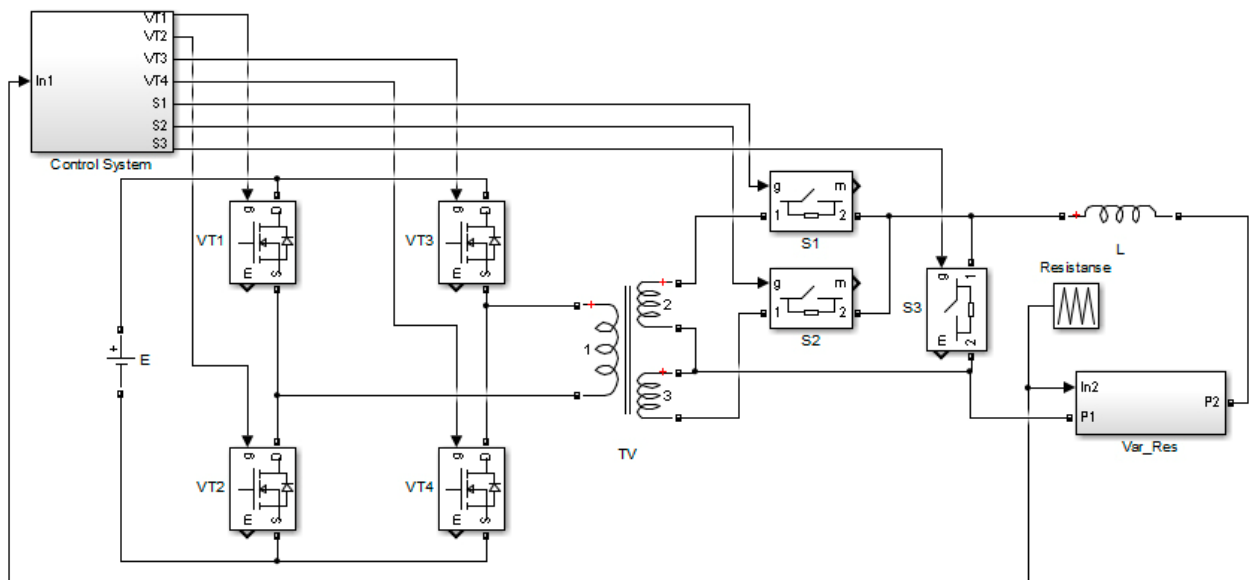 VT1
VT2
VT3
VT4
S1
S2
S3
In1
Control System
g
D
VT1
m
S
g
D
VT3
m
S
g
m
1
2
S1
g
m
1
2
S2
g
1
S3
m
2
+
L
Resistanse
+
E
+
1
+
2
+
3
TV
In2
P1
P2
Var_Res
g
D
VT2
m
S
g
D
VT4
m
S